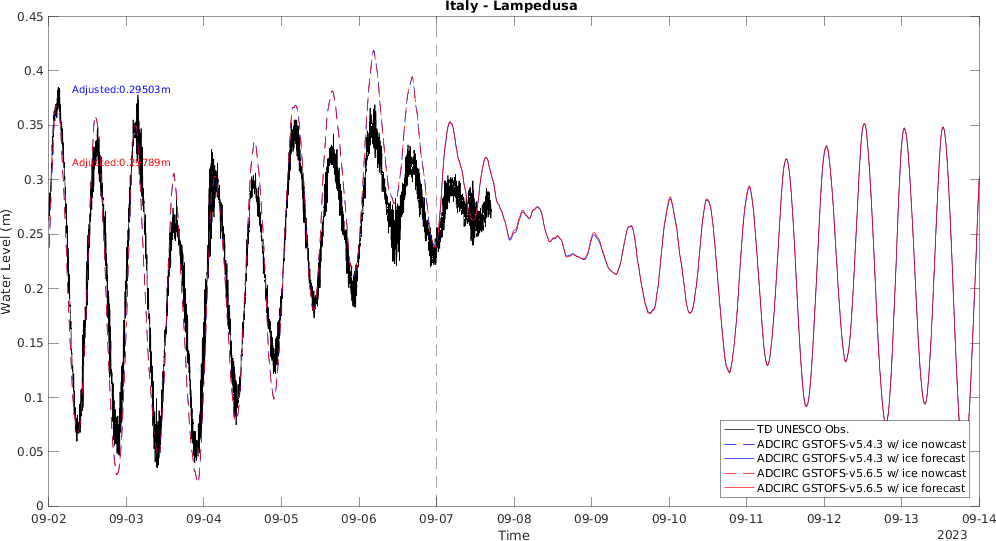 Italy - Lampedusa
0.45
0.4
0.35
0.3
0.25
0.2
0.15
0.1
0.05
0
Water Level (m)
Adjusted:0.29503m
Adjusted:0.29789m
TD UNESCO Obs.
ADCIRC GSTOFS-v5.4.3 w/ ice nowcast
ADCIRC GSTOFS-v5.4.3 w/ ice forecast
ADCIRC GSTOFS-v5.6.5 w/ ice nowcast
ADCIRC GSTOFS-v5.6.5 w/ ice forecast
09-02 09-03 09-04 09-05 09-06 09-07 09-08 09-09 09-10 09-11 09-12 09-13 09-14
Time
2023